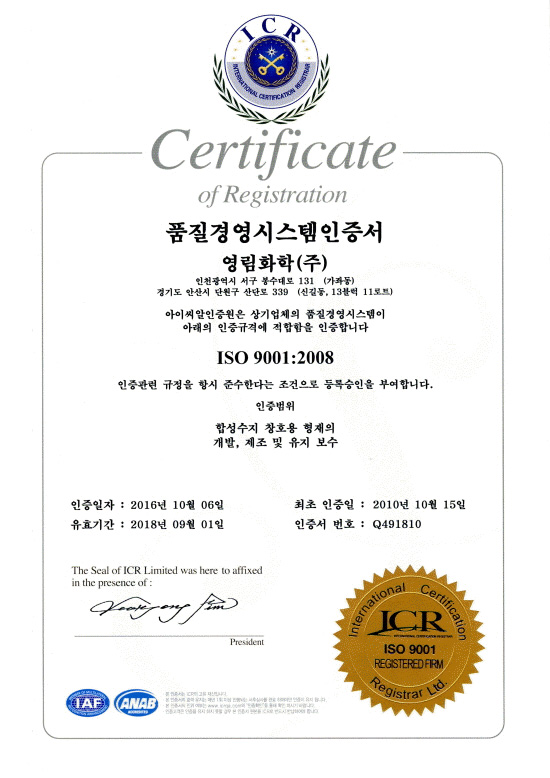 ICR
INTERNATIONAL CERTIFICATION REGISTRAR
Certificate
of Registration
품질경영시스템인증서
영림화학(주)
인천광역시 서구 봉수대로 131 (가좌동)
경기도 안산시 단원구 산단로 339 (신길동, 13블럭 11로트)
아이씨알인증원은 상기업체의 품질경영시스템이
아래의 인증규격에 적합함을 인증합니다
ISO 9001:2008
인증관련 규정을 항시 준수한다는 조건으로 등록승인을 부여합니다.
인증범위
합성수지 창호용 형재의
개발, 제조 및 유지 보수
인증일자 : 2016년 10월 06일
최초 인증일 : 2010년 10월 15일
유효기간 : 2018년 09월 01일
인증서 번호 : Q491810
The Seal of ICR Limited was here to affixed
in the presence of :
President
International Certification
ICR
INTERNATIONAL CERTIFICATION REGISTRAR
ISO 9001
REGISTERED FIRM
Registrar Ltd.
IAF
ANAB
ACCREDITED